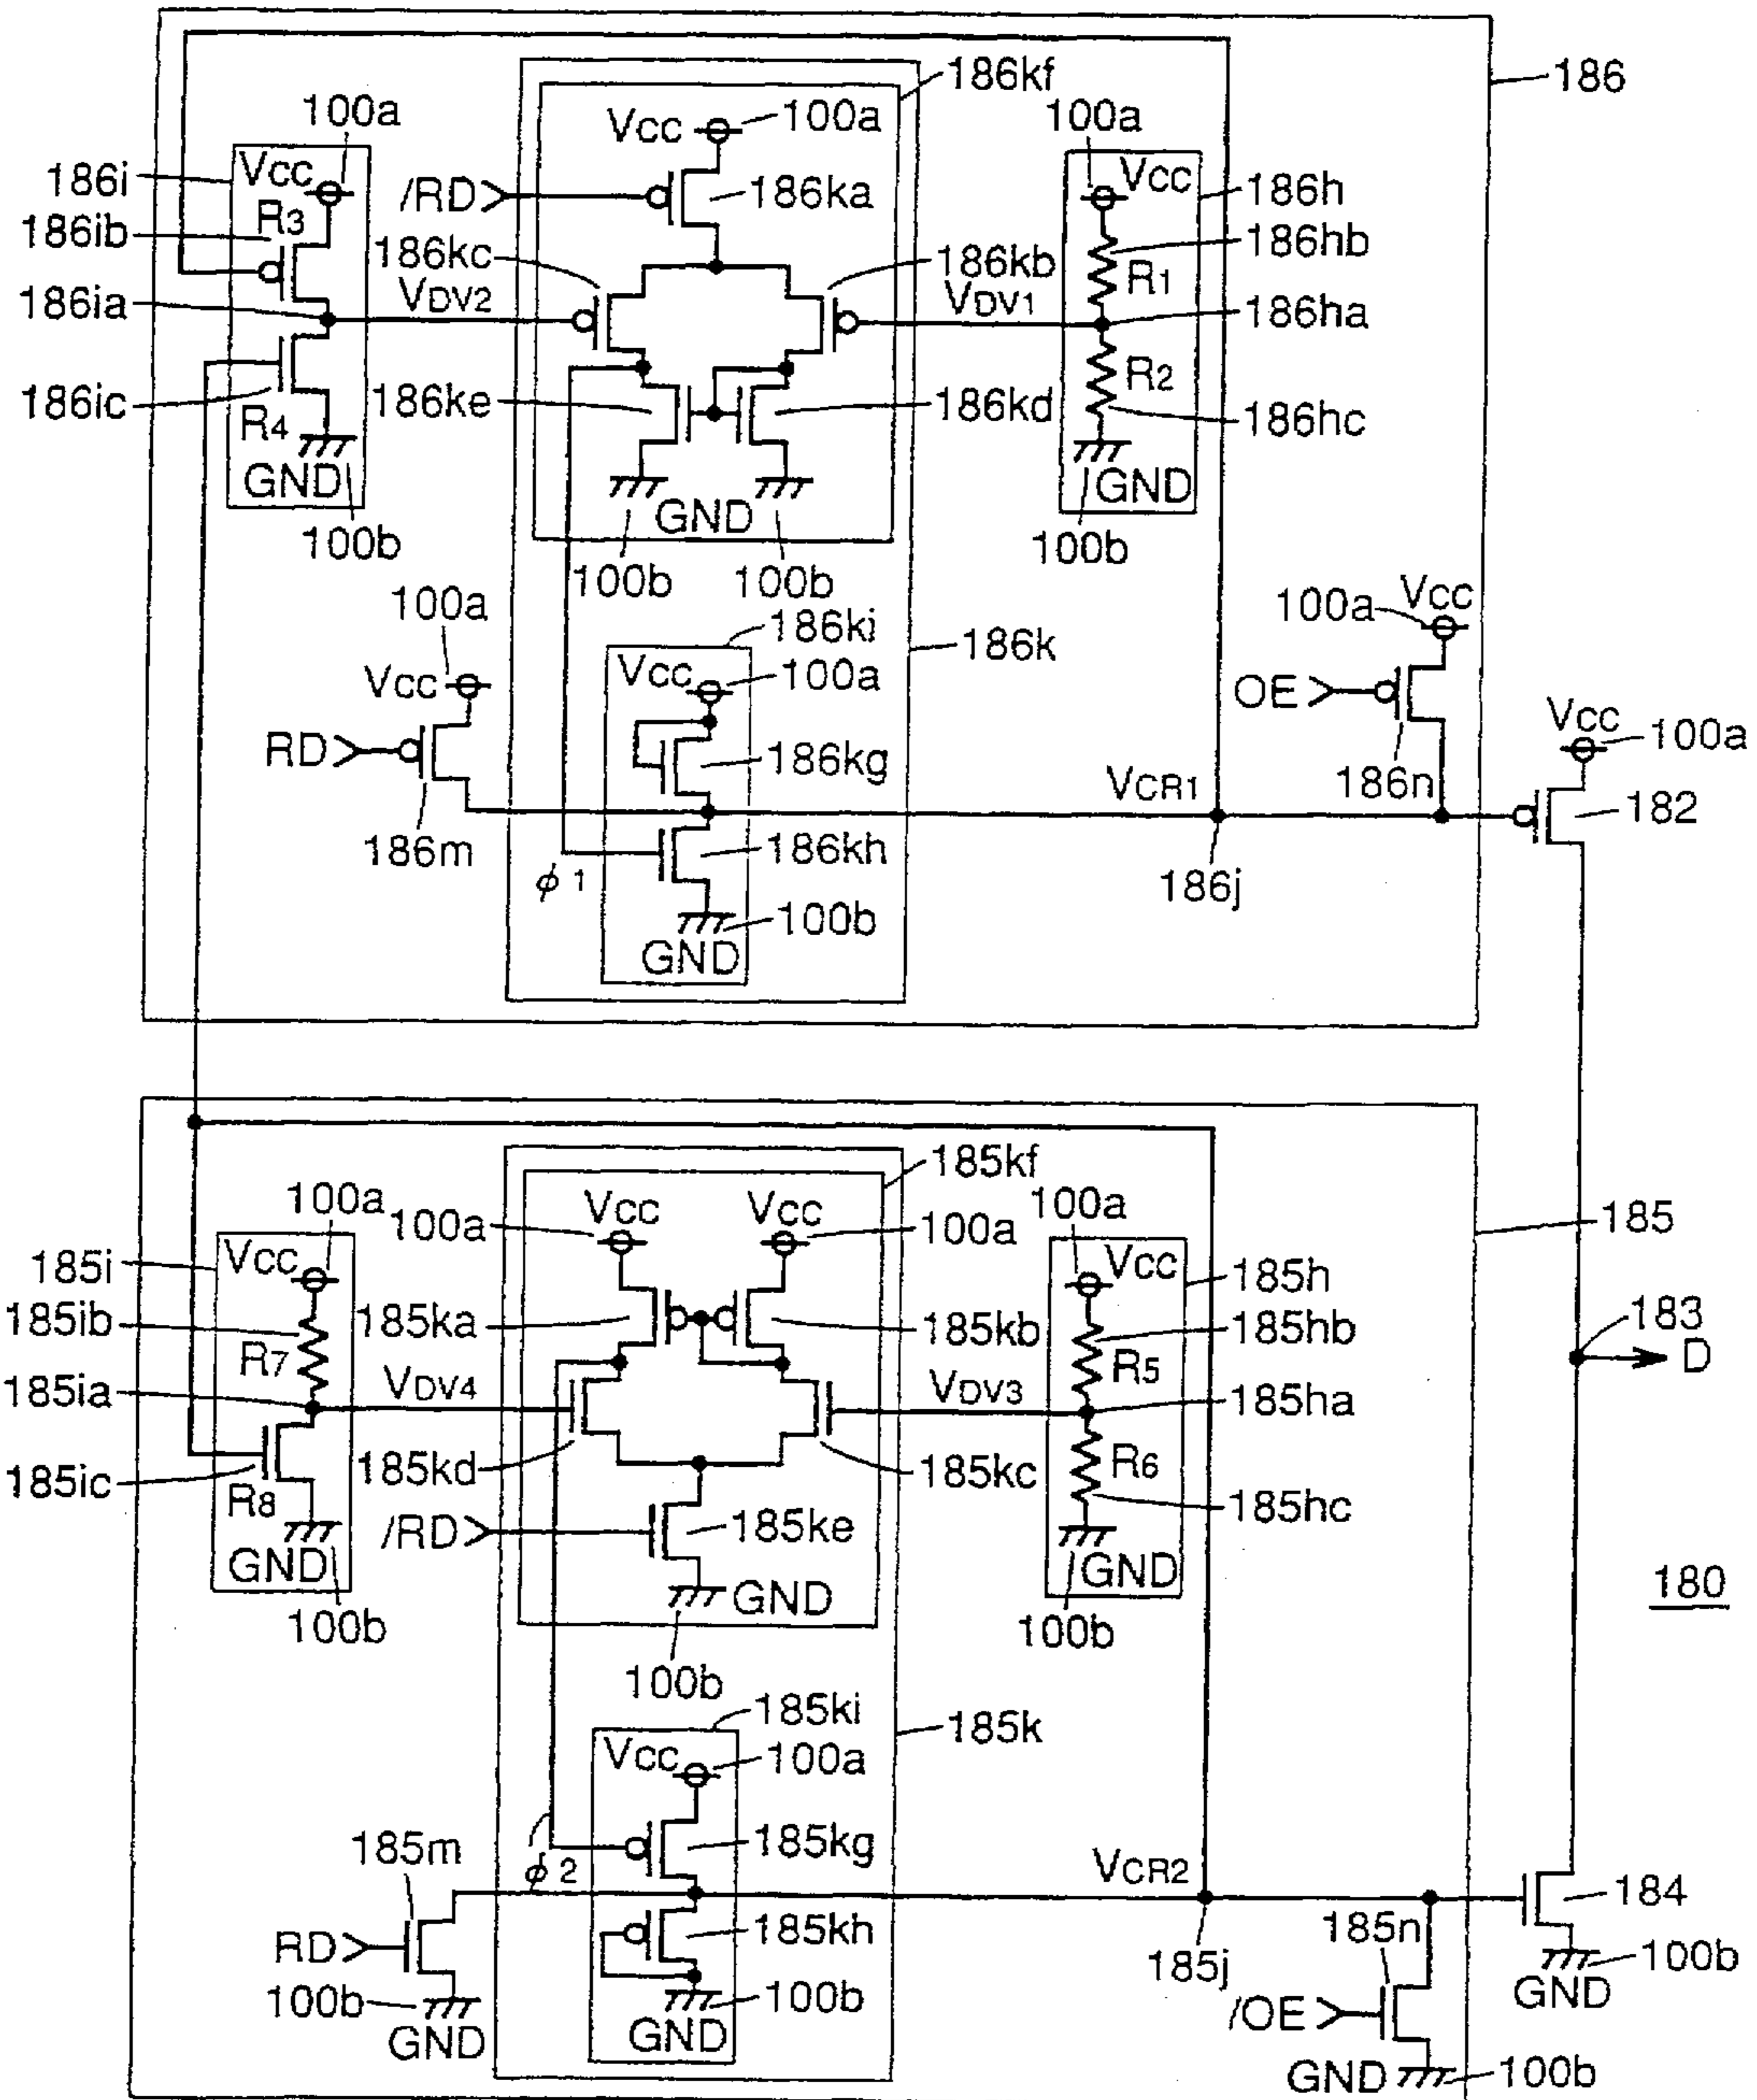 186kf
186
100a
Vcc
100a
100a
Vcc
186i
/RD
186ka
186h
Vcc
R3
186ib
186hb
R1
186kc
186kb
186ia
VDV2
VDV1
186ha
R2
186ic
R4
186ke
186kd
186hc
GND
GND
GND
100b
100b
100b
100b
100a
Vcc
100a
186ki
186k
Vcc
100a
Vcc
OE
Vcc
100a
RD
186kg
186n
VCR1
182
186m
186kh
φ1
186j
100b
GND
185kf
100a
100a
Vcc
Vcc
100a
100a
185
185i
Vcc
Vcc
185h
185ib
185ka
185kb
185hb
183
D
R7
R5
185ia
VDV4
VDV3
185ha
185ic
185kd
185kc
R6
R8
/RD
185ke
185hc
GND
GND
GND
180
100b
100b
100b
185ki
185k
Vcc
100a
185m
φ2
185kg
VCR2
184
RD
185kh
185n
185j
100b
100b
100b
GND
GND
/OE
GND
GND
100b